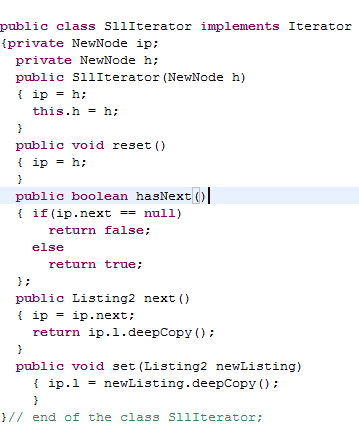 public class SllIterator implements Iterator
{private NewNode ip;
private NewNode h;
public SllIterator(NewNode h)
{ ip = h;
this.h = h;
}
public void reset()
{ ip = h;
}
public boolean hasNext()
{ if(ip.next == null)
return false;
else
return true;
};
public Listing2 next()
{ ip = ip.next;
return ip.l.deepCopy();
}
public void set(Listing2 newListing)
{ ip.l = newListing.deepCopy();
}
}// end of the class SllIterator;